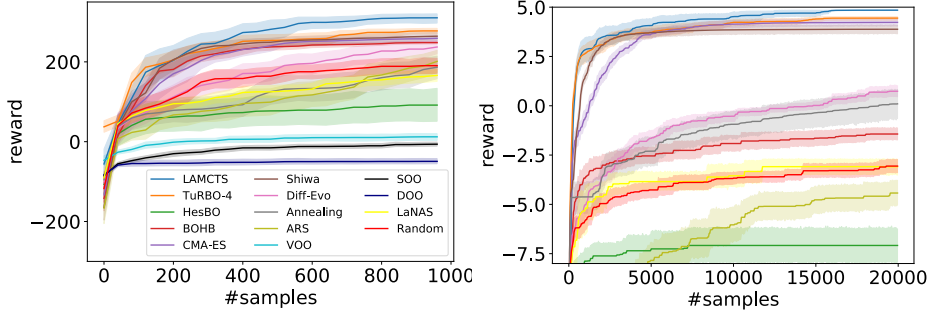 reward
200
0
−200
LAMCTS
TuRBO-4
HesBO
BOHB
CMA-ES
Shiwa
Diff-Evo
Annealing
ARS
VOO
SOO
DOO
LaNAS
Random
0 200 400 600 800 1000
#samples
reward
5.0
2.5
0.0
−2.5
−5.0
−7.5
0 5000 10000 15000 20000
#samples